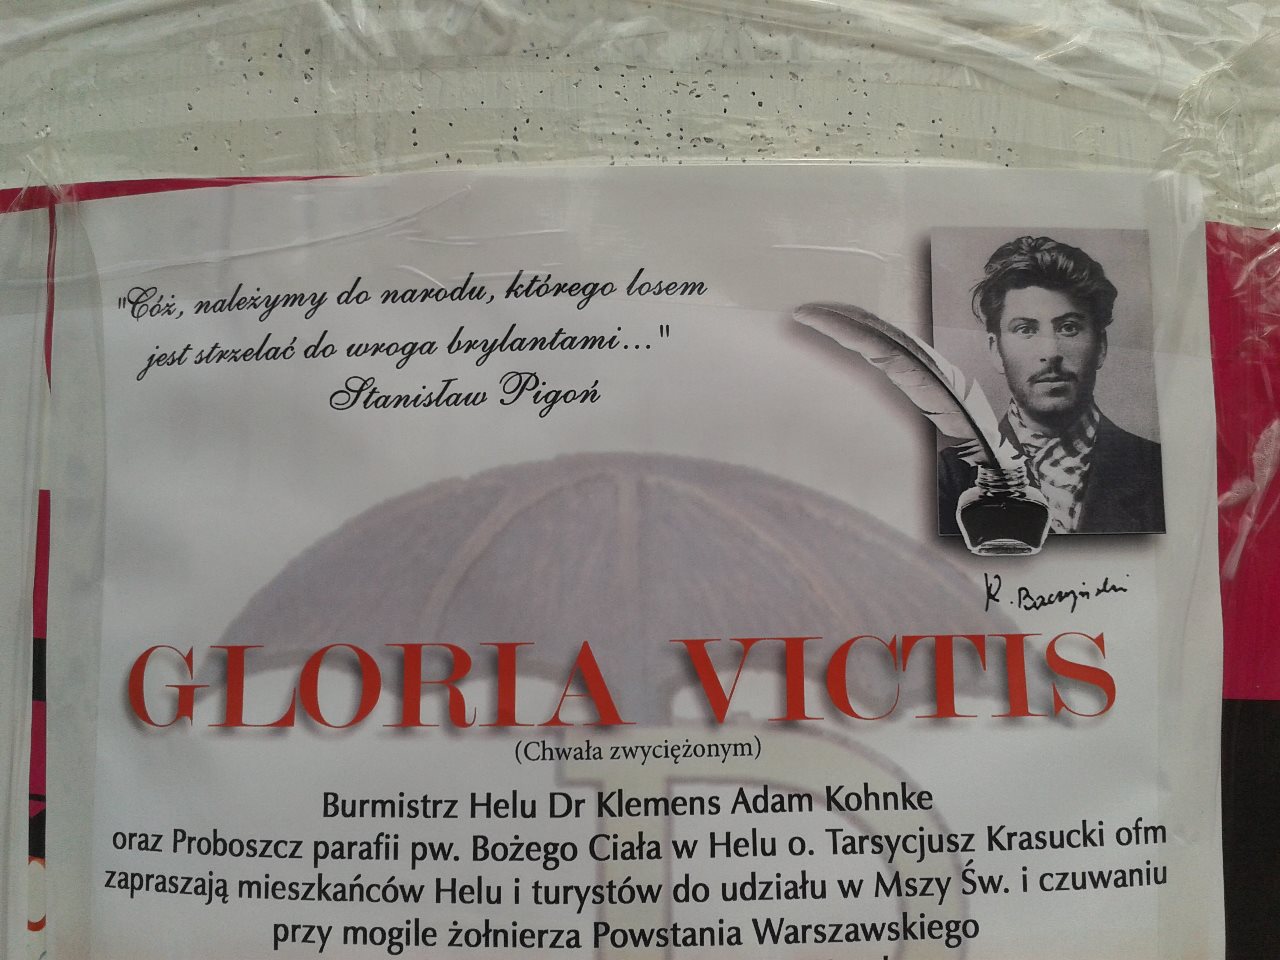 "Cóż, należymy do narodu, którego losem
jest strzelać do wroga brylantami..."
Stanisław Pigoń
K. Baczyński
GLORIA VICTIS
(Chwała zwyciężonym)
Burmistrz Helu Dr Klemens Adam Kohnke
oraz Proboszcz parafii pw. Bożego Ciała w Helu o. Tarsycjusz Krasucki ofm
zapraszają mieszkańców Helu i turystów do udziału w Mszy Św. i czuwaniu
przy mogile żołnierza Powstania Warszawskiego